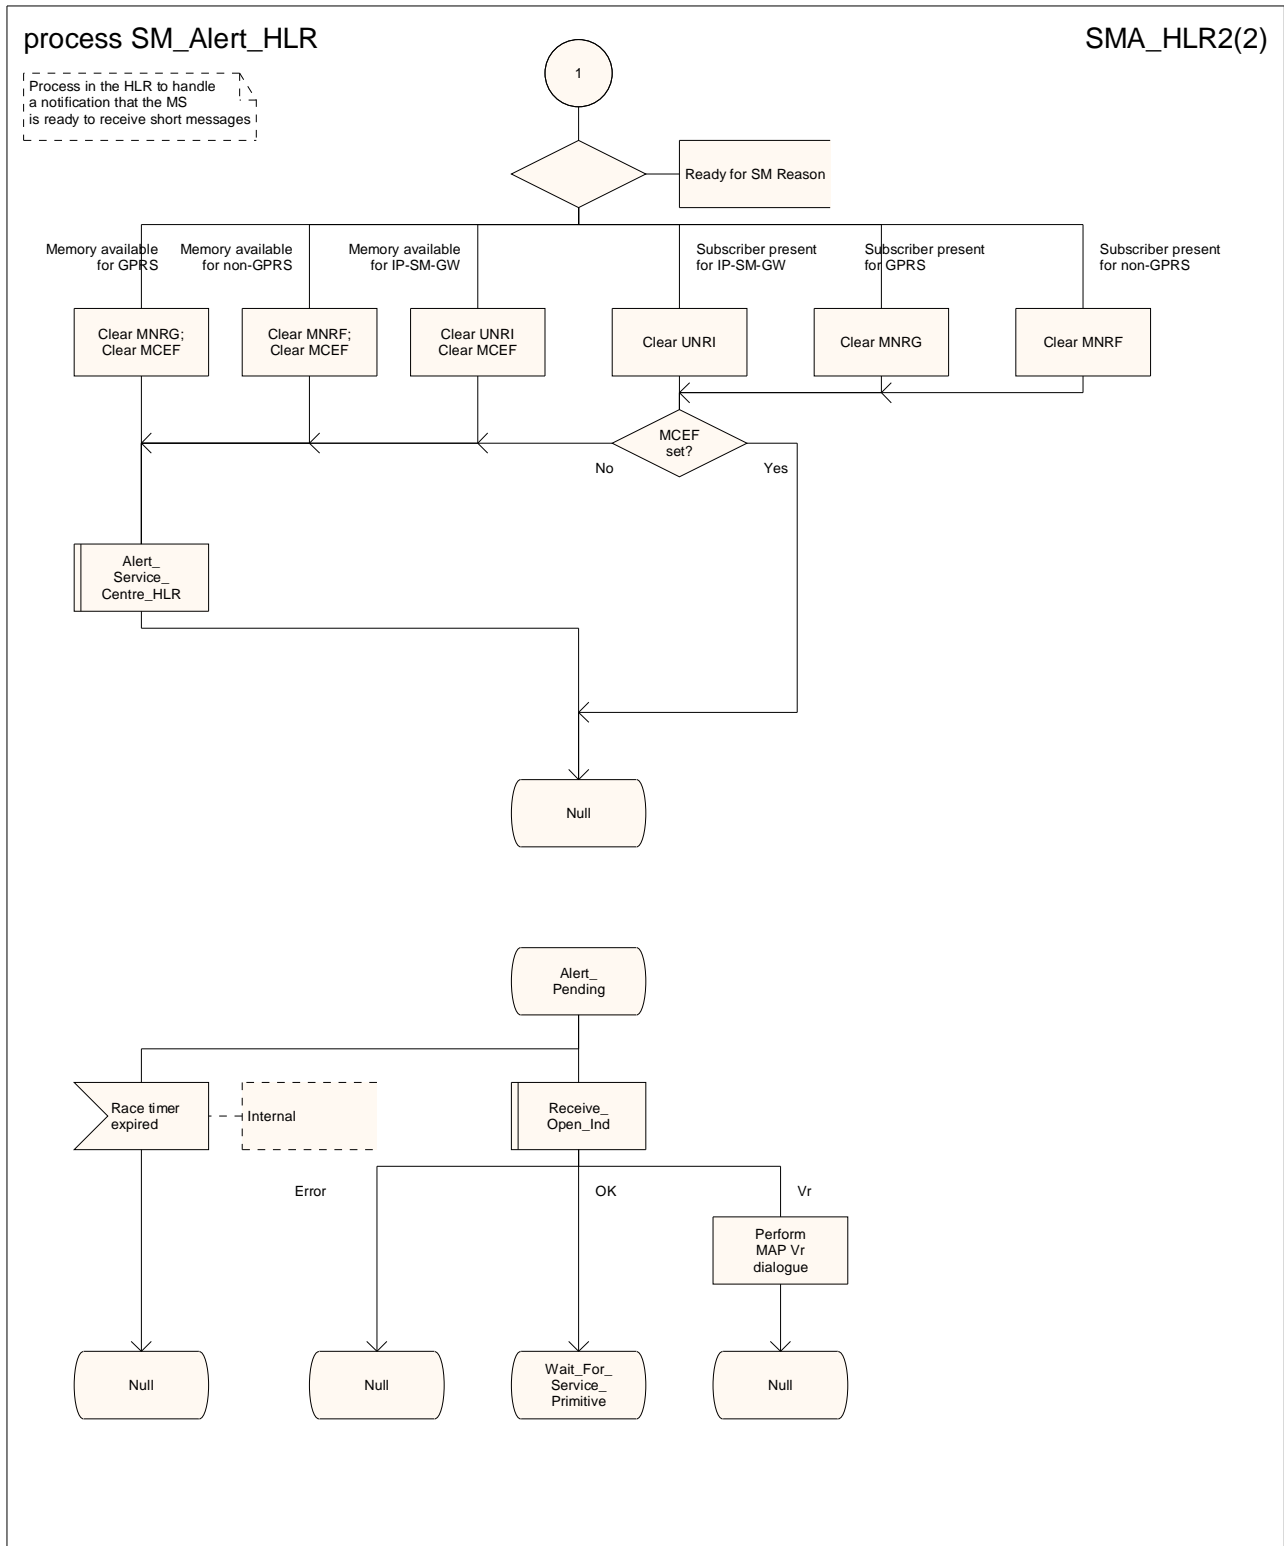 process SM_Alert_HLR
SMA_HLR2(2)
Process in the HLR to handle
a notification that the MS
is ready to receive short messages
1
Ready for SM Reason
Memory available
for GPRS
Memory available
for non-GPRS
Memory available
for IP-SM-GW
Subscriber present
for IP-SM-GW
Subscriber present
for GPRS
Subscriber present
for non-GPRS
Clear MNRG;
Clear MCEF
Clear MNRF;
Clear MCEF
Clear UNRI
Clear MCEF
Clear UNRI
Clear MNRG
Clear MNRF
MCEF
set?
No
Yes
Alert_
Service_
Centre_HLR
Null
Alert_
Pending
Race timer
expired
Internal
Receive_
Open_Ind
Error
OK
Vr
Perform
MAP Vr
dialogue
Null
Null
Wait_For_
Service_
Primitive
Null